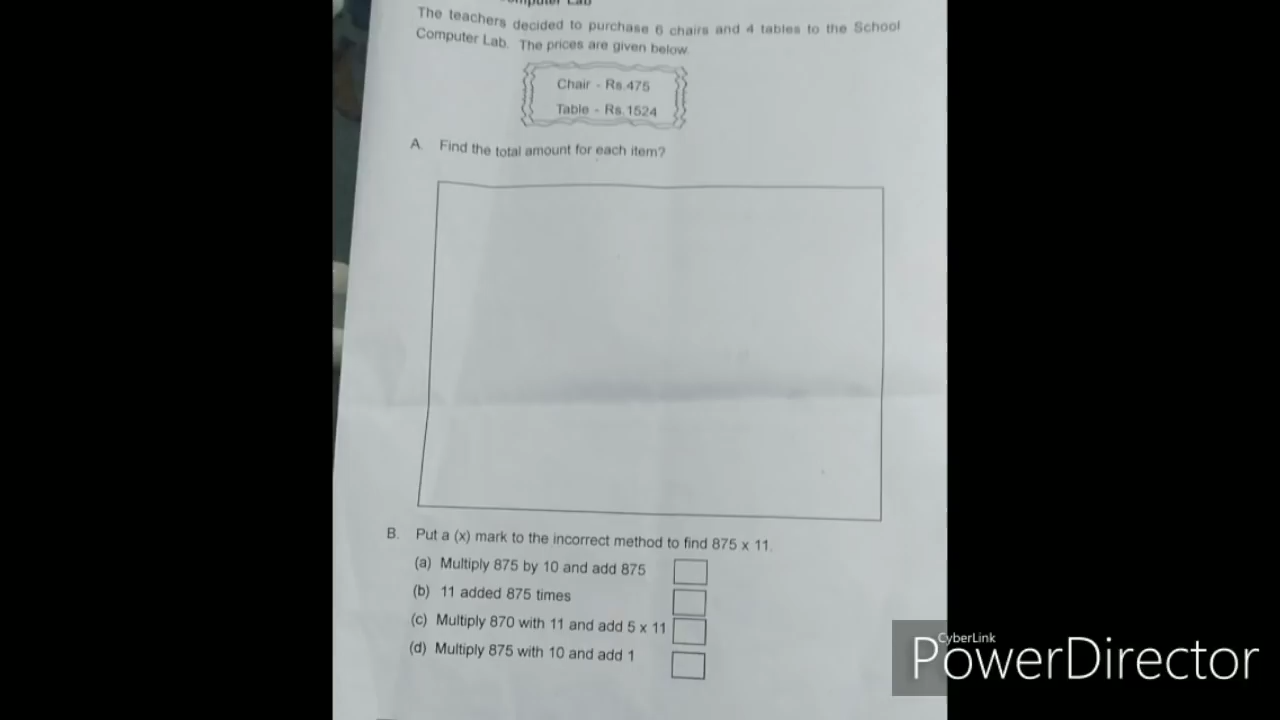 Computer Lab
The teachers decided to purchase 6 chairs and 4 tables to the School
Computer Lab. The prices are given below.
Chair - Rs.475
Table - Rs.1524
A. Find the total amount for each item?
B. Put a (x) mark to the incorrect method to find 875 x 11.
(a) Multiply 875 by 10 and add 875
(b) 11 added 875 times
(c) Multiply 870 with 11 and add 5 x 11
(d) Multiply 875 with 10 and add 1
CyberLink
PowerDirector